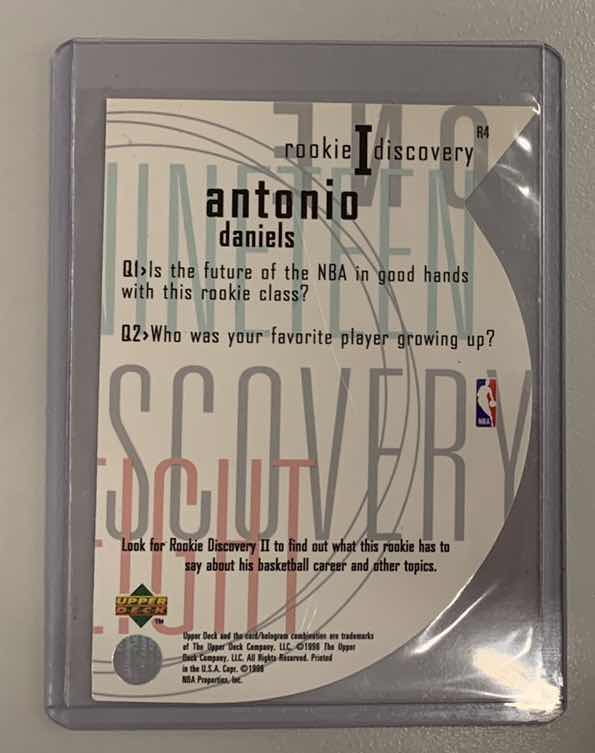 R4
rookie I discovery
antonio
daniels
Q1>Is the future of the NBA in good hands
with this rookie class?
Q2>Who was your favorite player growing up?
ONE
NINETEEN
SCOVERY
EIGHT
NBA
Look for Rookie Discovery II to find out what this rookie has to
say about his basketball career and other topics.
UPPER
DECK
TM
Upper Deck and the card/hologram combination are trademarks
of The Upper Deck Company, LLC. ©1998 The Upper
Deck Company, LLC. All Rights Reserved. Printed
in the U.S.A. Copr. ©1998
NBA Properties, Inc.